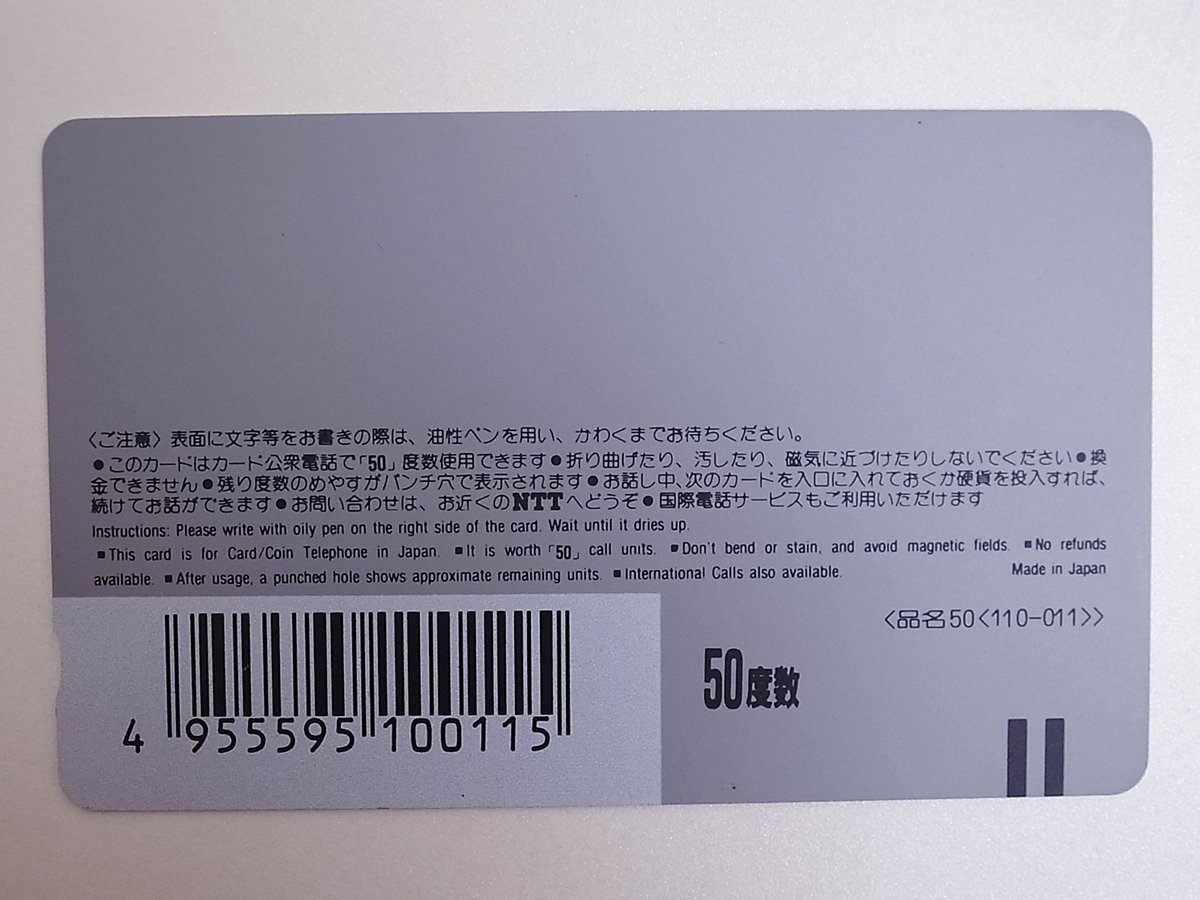 〈ご注意〉表面に文字等をお書きの際は、油性ペンを用い、かわくまでお待ちください。
●このカードはカード公衆電話で「50」度数使用できます●折り曲げたり、汚したり、磁気に近づけたりしないでください●換
金できません●残り度数のめやすがパンチ穴で表示されます●お話し中、次のカードを入口に入れておくか硬貨を投入すれば、
続けてお話ができます●お問い合わせは、お近くのNTTへどうぞ●国際電話サービスもご利用いただけます
Instructions: Please write with oily pen on the right side of the card. Wait until it dries up.
■This card is for Card/Coin Telephone in Japan. ■It is worth「50」call units. ■Don't bend or stain, and avoid magnetic fields. ■No refunds
available. ■After usage, a punched hole shows approximate remaining units. ■International Calls also available. Made in Japan
〈品名50〈110-011〉〉
50度数
4 955595 100115